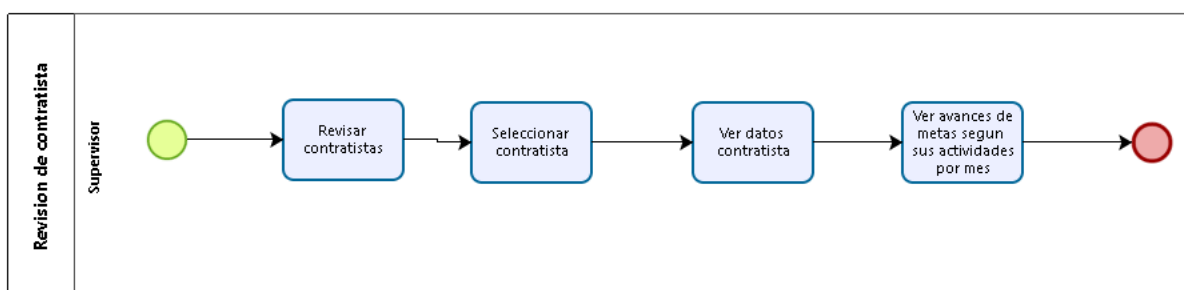 Revision de contratista
Supervisor
Revisar
contratistas
Seleccionar
contratista
Ver datos
contratista
Ver avances de
metas segun
sus actividades
por mes